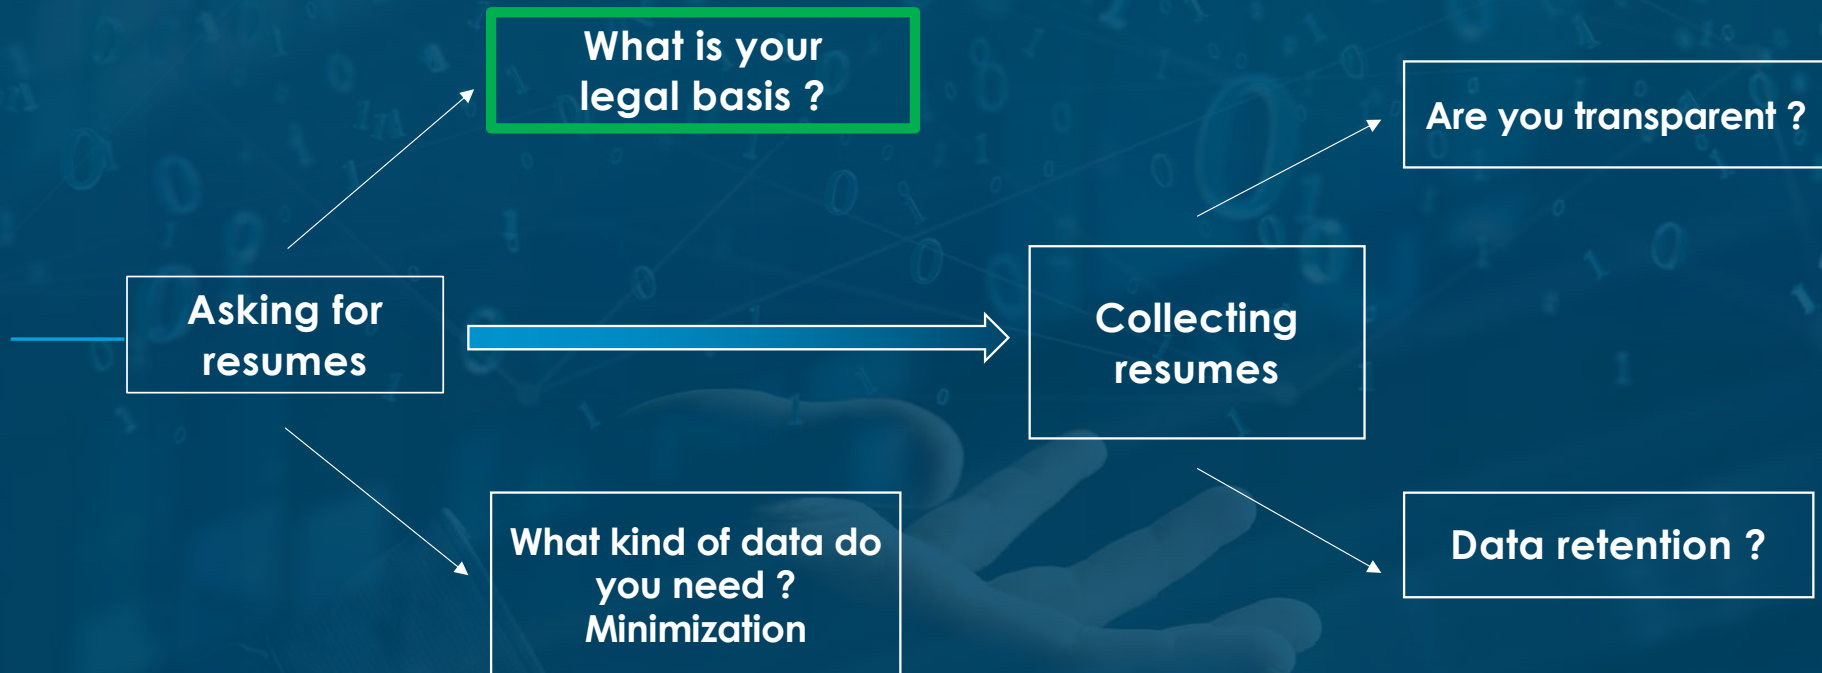 What is your
legal basis ?
Are you transparent ?
Asking for
resumes
Collecting
resumes
What kind of data do
you need ?
Minimization
Data retention ?